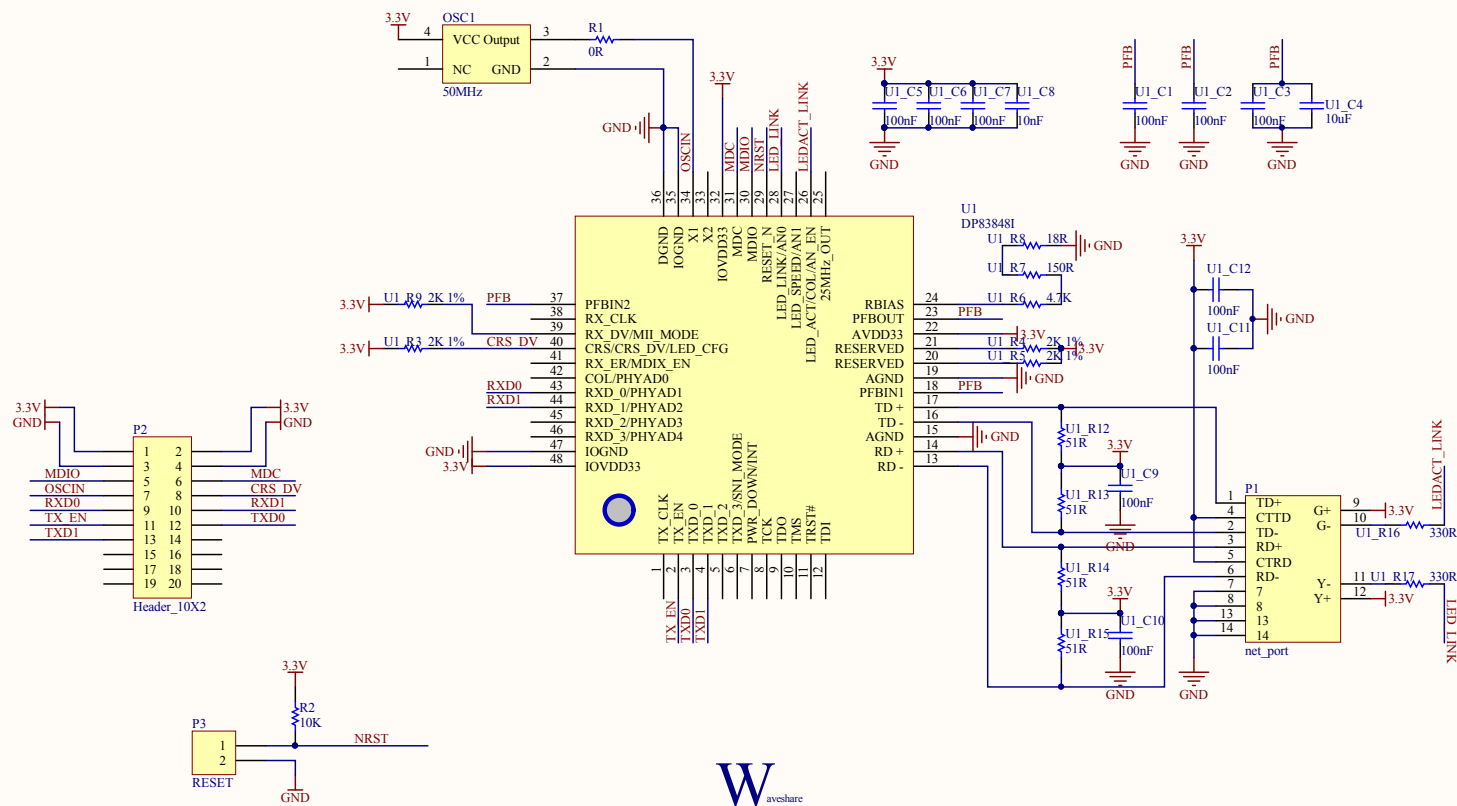 OSC1
3.3V
4
VCC Output
3
R1
0R
1
NC
GND
2
50MHz
GND
OSCIN
3.3V
MDC
MDIO
NRST
LED_LINK
LEDACT_LINK
3.3V
U1_C5
U1_C6
U1_C7
U1_C8
100nF
100nF
100nF
10nF
GND
PFB
PFB
PFB
U1_C1
U1_C2
U1_C3
U1_C4
100nF
100nF
100nF
10uF
GND
GND
GND
36
35
34
33
32
31
30
29
28
27
26
25
DGND
IOGND
X1
X2
IOVDD33
MDC
MDIO
RESET_N
LED_LINK/AN0
LED_SPEED/AN1
LED_ACT/COL/AN_EN
25MHz_OUT
U1
DP83848I
U1_R8
18R
GND
U1_R7
150R
U1_R6
4.7K
3.3V
U1_R9
2K 1%
PFB
3.3V
U1_R3
2K 1%
CRS_DV
RXD0
RXD1
GND
3.3V
37
PFBIN2
38
RX_CLK
39
RX_DV/MII_MODE
40
CRS/CRS_DV/LED_CFG
41
RX_ER/MDIX_EN
42
COL/PHYAD0
43
RXD_0/PHYAD1
44
RXD_1/PHYAD2
45
RXD_2/PHYAD3
46
RXD_3/PHYAD4
47
IOGND
48
IOVDD33
RBIAS
24
PFBOUT
23
PFB
AVDD33
22
3.3V
RESERVED
21
U1_R4
2K 1%
3.3V
RESERVED
20
U1_R5
2K 1%
AGND
19
GND
PFBIN1
18
PFB
TD +
17
TD -
16
AGND
15
GND
RD +
14
RD -
13
TX_CLK
TX_EN
TXD_0
TXD_1
TXD_2
TXD_3/SNI_MODE
PWR_DOWN/INT
TCK
TDO
TMS
TRST#
TDI
1
2
3
4
5
6
7
8
9
10
11
12
TX_EN
TXD0
TXD1
3.3V
U1_C12
100nF
GND
U1_C11
100nF
U1_R12
51R
3.3V
U1_C9
100nF
U1_R13
51R
GND
U1_R14
51R
3.3V
U1_C10
100nF
U1_R15
51R
GND
P1
1
TD+
4
CTTD
2
TD-
3
RD+
5
CTRD
6
RD-
7
7
8
8
13
13
14
14
net_port
GND
G+
9
3.3V
G-
10
U1_R16
330R
LEDACT_LINK
Y-
11
U1_R17
330R
Y+
12
3.3V
LED_LINK
3.3V
GND
3.3V
GND
P2
1
2
3
4
MDIO
5
6
MDC
OSCIN
7
8
CRS_DV
RXD0
9
10
RXD1
TX_EN
11
12
TXD0
TXD1
13
14
15
16
17
18
19
20
Header_10X2
3.3V
R2
10K
P3
1
2
NRST
RESET
GND
Waveshare